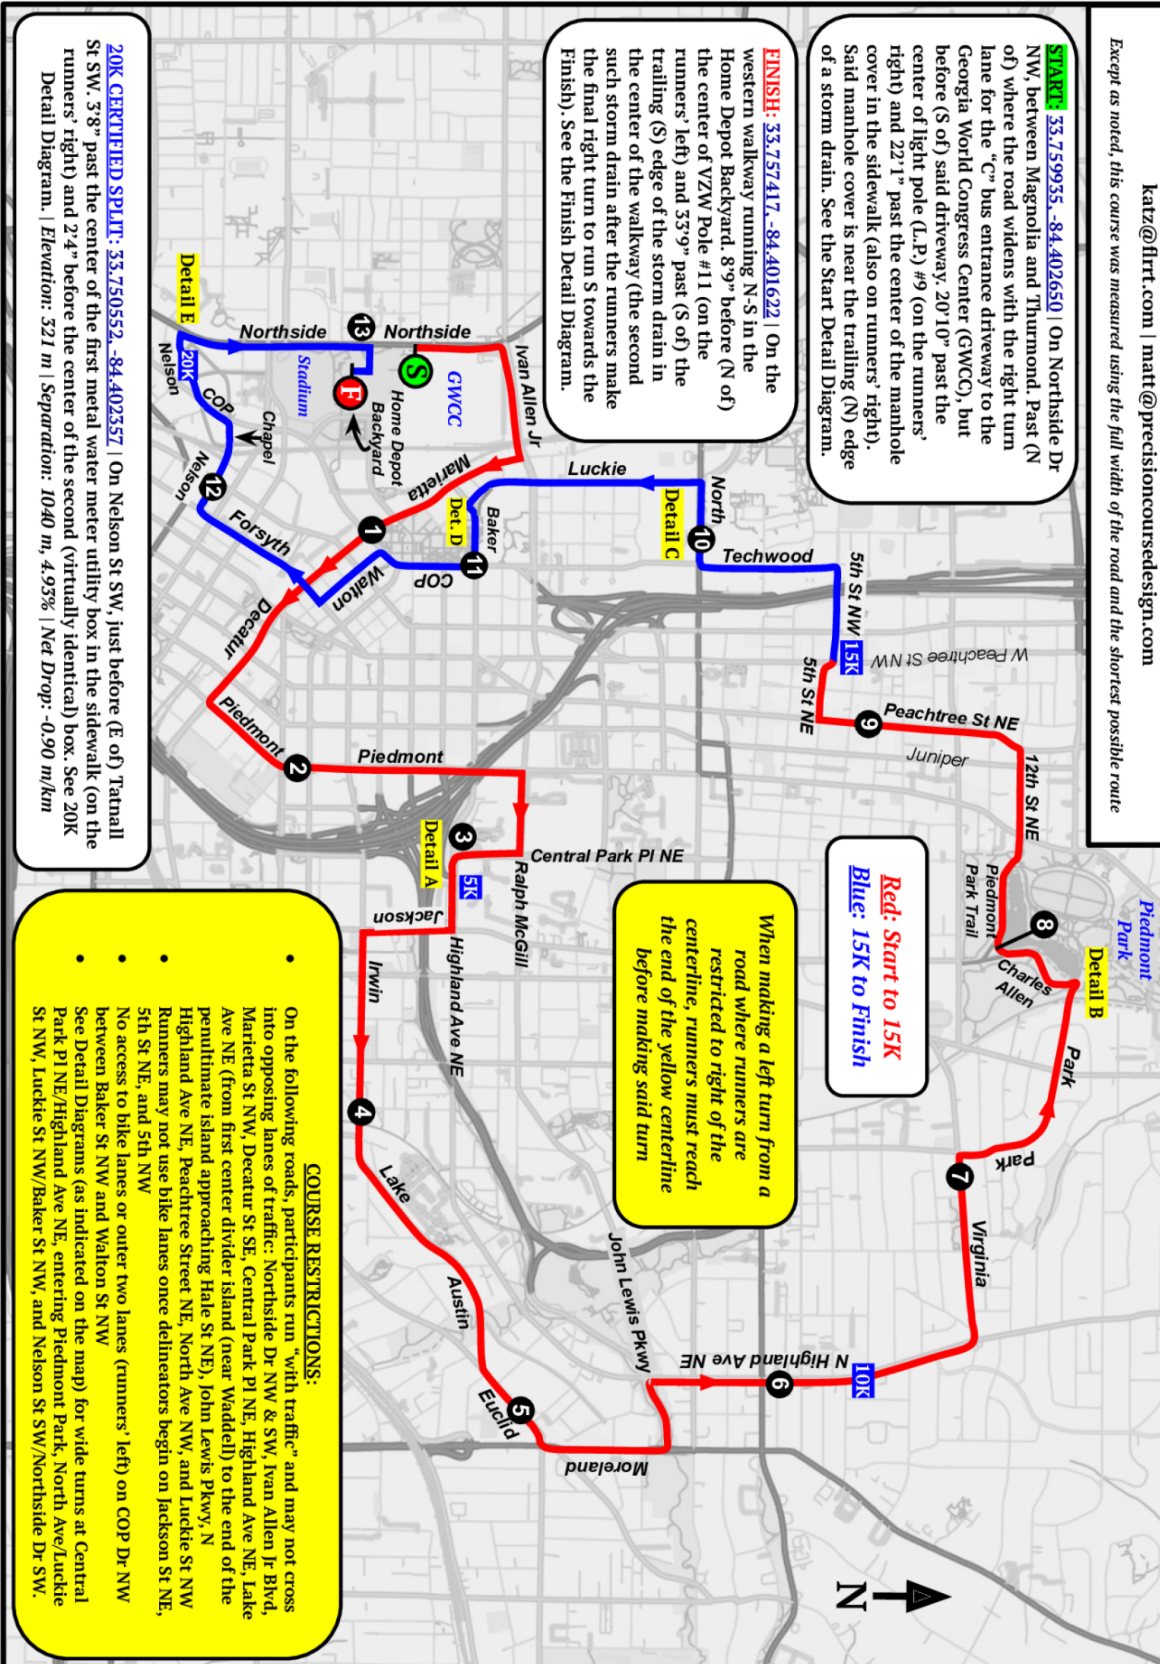 katz@flrrt.com | matt@precisioncoursedesign.com
Except as noted, this course was measured using the full width of the road and the shortest possible route
START: 33.759935, -84.402650 | On Northside Dr
NW, between Magnolia and Thurmond. Past (N
of) where the road widens with the right turn
lane for the "C" bus entrance driveway to the
Georgia World Congress Center (GWCC), but
before (S of) said driveway. 20'10" past the
center of light pole (L.P.) #9 (on the runners'
right) and 22'1" past the center of the manhole
cover in the sidewalk (also on runners' right).
Said manhole cover is near the trailing (N) edge
of a storm drain. See the Start Detail Diagram.
FINISH: 33.757417, -84.401622 | On the
western walkway running N-S in the
Home Depot Backyard. 8'9" before (N of)
the center of VZW Pole #11 (on the
runners' left) and 33'9" past (S of) the
trailing (S) edge of the storm drain in
the center of the walkway (the second
such storm drain after the runners make
the final right turn to run S towards the
Finish). See the Finish Detail Diagram.
Piedmont
Park
Detail B
8
Piedmont
Park Trail
Charles
Allen
Park
Park
7
Virginia
12th St NE
Peachtree St NE
Juniper
9
W Peachtree St NW
5th St NW
15K
5th St NE
Techwood
North
10
Detail C
Luckie
Red: Start to 15K
Blue: 15K to Finish
When making a left turn from a
road where runners are
restricted to right of the
centerline, runners must reach
the end of the yellow centerline
before making said turn
10K
N Highland Ave NE
6
John Lewis Pkwy
Moreland
5
Euclid
Austin
Lake
4
Irwin
Jackson
Highland Ave NE
5K
Detail A
3
Central Park Pl NE
Ralph McGill
Piedmont
2
Piedmont
Decatur
Ivan Allen Jr
Marietta
1
Baker
Det. D
11
COP
Walton
Forsyth
12
Nelson
Chapel
COP
20K
Nelson
Detail E
Northside
13
Northside
S
GWCC
Home Depot
Backyard
F
Stadium
N
20K CERTIFIED SPLIT: 33.750552, -84.402357 | On Nelson St SW, just before (E of) Tatnall
St SW. 3'8" past the center of the first metal water meter utility box in the sidewalk (on the
runners' right) and 2'4" before the center of the second (virtually identical) box. See 20K
Detail Diagram. | Elevation: 321 m | Separation: 1040 m, 4.93% | Net Drop: -0.90 m/km
COURSE RESTRICTIONS:
• On the following roads, participants run "with traffic" and may not cross
into opposing lanes of traffic: Northside Dr NW & SW, Ivan Allen Jr Blvd,
Marietta St NW, Decatur St SE, Central Park Pl NE, Highland Ave NE, Lake
Ave NE (from first center divider island (near Waddell) to the end of the
penultimate island approaching Hale St NE), John Lewis Pkwy, N
Highland Ave NE, Peachtree Street NE, North Ave NW, and Luckie St NW
• Runners may not use bike lanes once delineators begin on Jackson St NE,
5th St NE, and 5th NW
• No access to bike lanes or outer two lanes (runners' left) on COP Dr NW
between Baker St NW and Walton St NW
• See Detail Diagrams (as indicated on the map) for wide turns at Central
Park Pl NE/Highland Ave NE, entering Piedmont Park, North Ave/Luckie
St NW, Luckie St NW/Baker St NW, and Nelson St SW/Northside Dr SW.